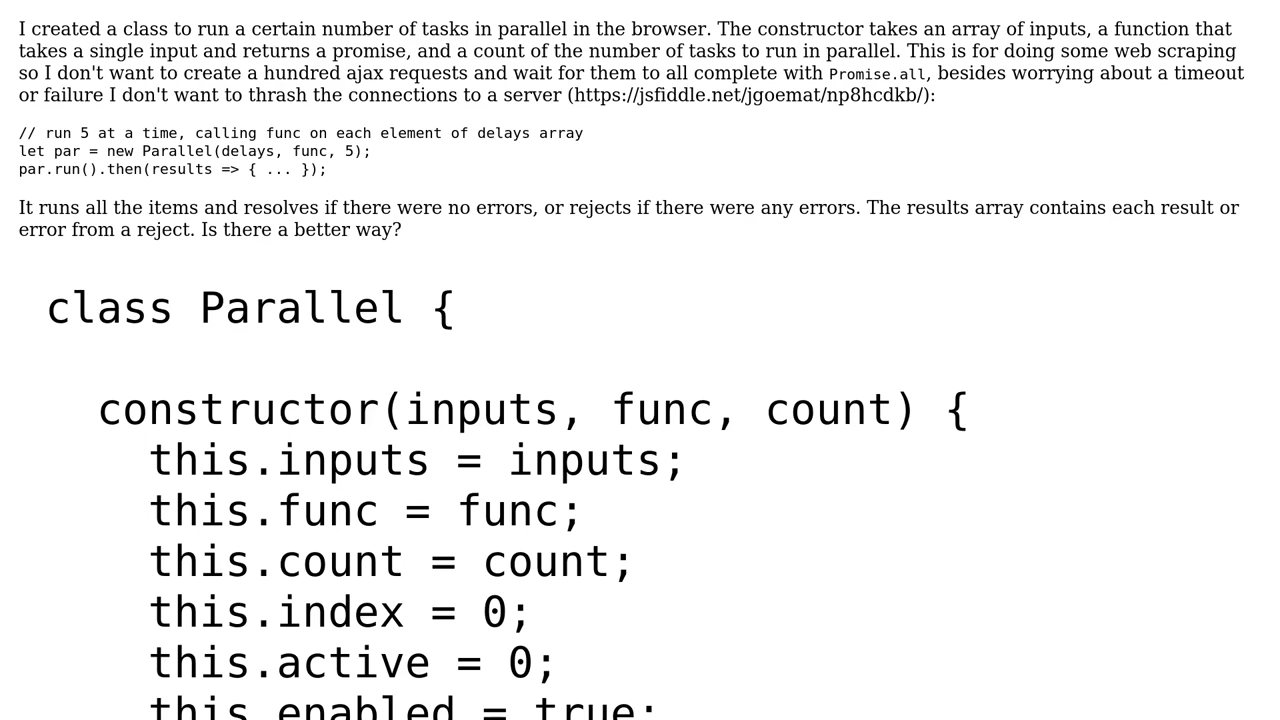 I created a class to run a certain number of tasks in parallel in the browser. The constructor takes an array of inputs, a function that
takes a single input and returns a promise, and a count of the number of tasks to run in parallel. This is for doing some web scraping
so I don't want to create a hundred ajax requests and wait for them to all complete with Promise.all, besides worrying about a timeout
or failure I don't want to thrash the connections to a server (https://jsfiddle.net/jgoemat/np8hcdkb/):
// run 5 at a time, calling func on each element of delays array
let par = new Parallel(delays, func, 5);
par.run().then(results => { ... });
It runs all the items and resolves if there were no errors, or rejects if there were any errors. The results array contains each result or
error from a reject. Is there a better way?
class Parallel {
constructor(inputs, func, count) {
this.inputs = inputs;
this.func = func;
this.count = count;
this.index = 0;
this.active = 0;
this.enabled = true;